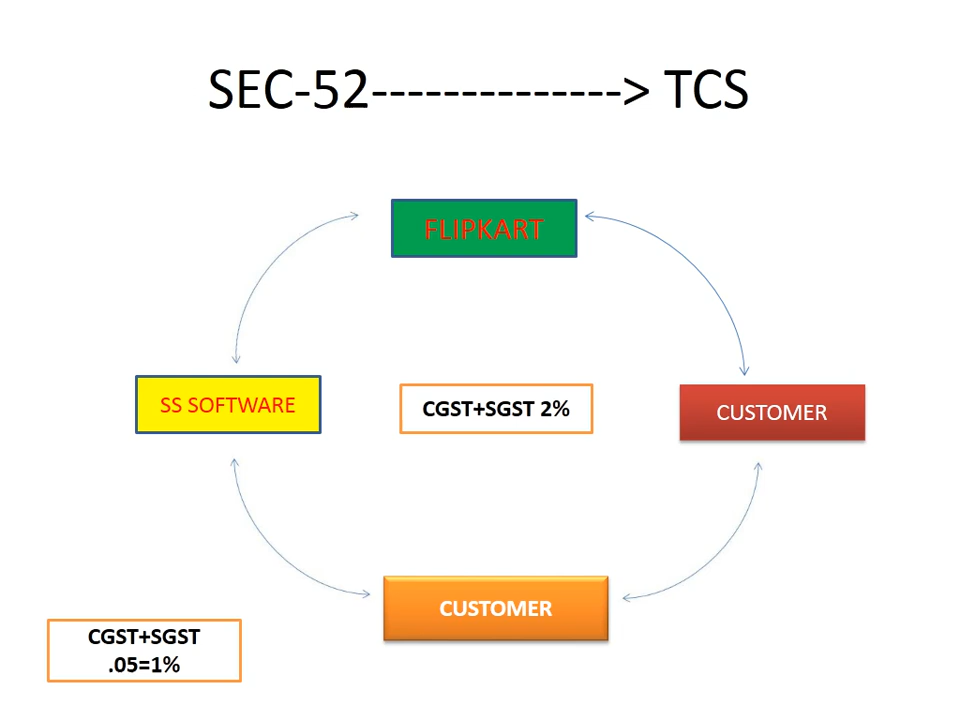 SEC-52--------------> TCS
FLIPKART
SS SOFTWARE
CGST+SGST 2%
CUSTOMER
CUSTOMER
CGST+SGST
.05=1%